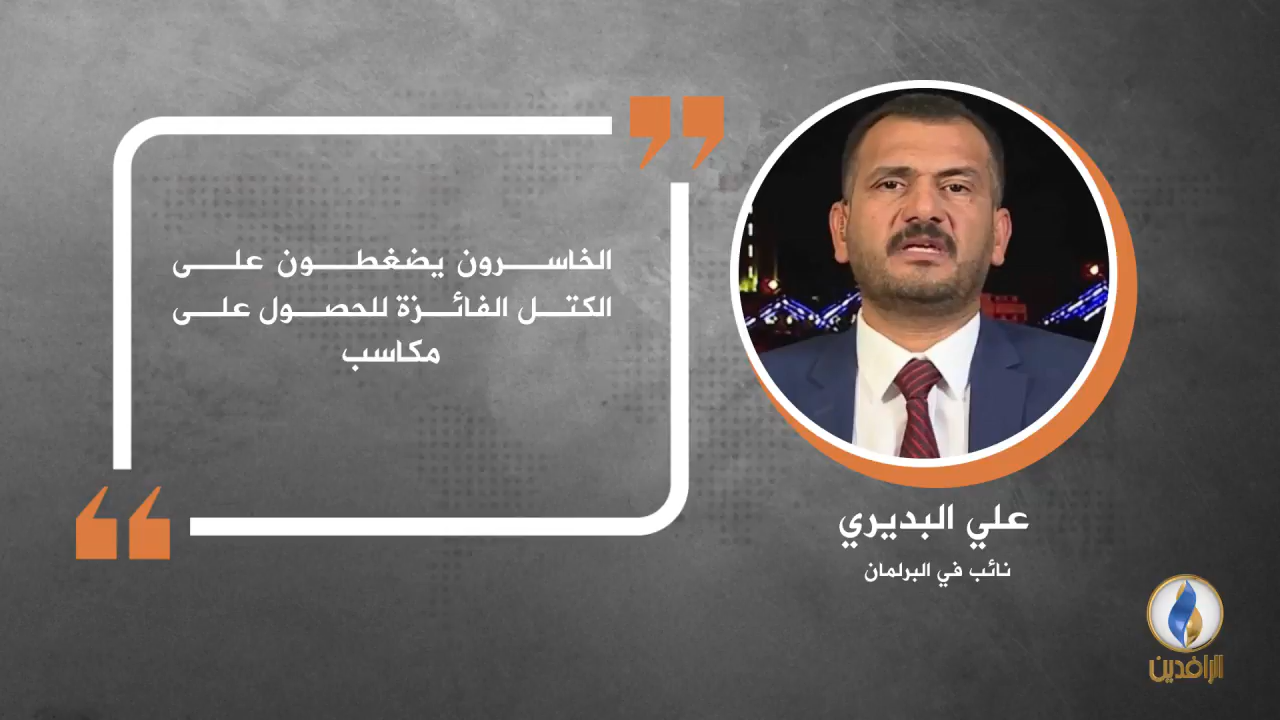 الخاسرون يضغطون على
الكتل الفائزة للحصول على
مكاسب
علي البديري
نائب في البرلمان
الرافدين